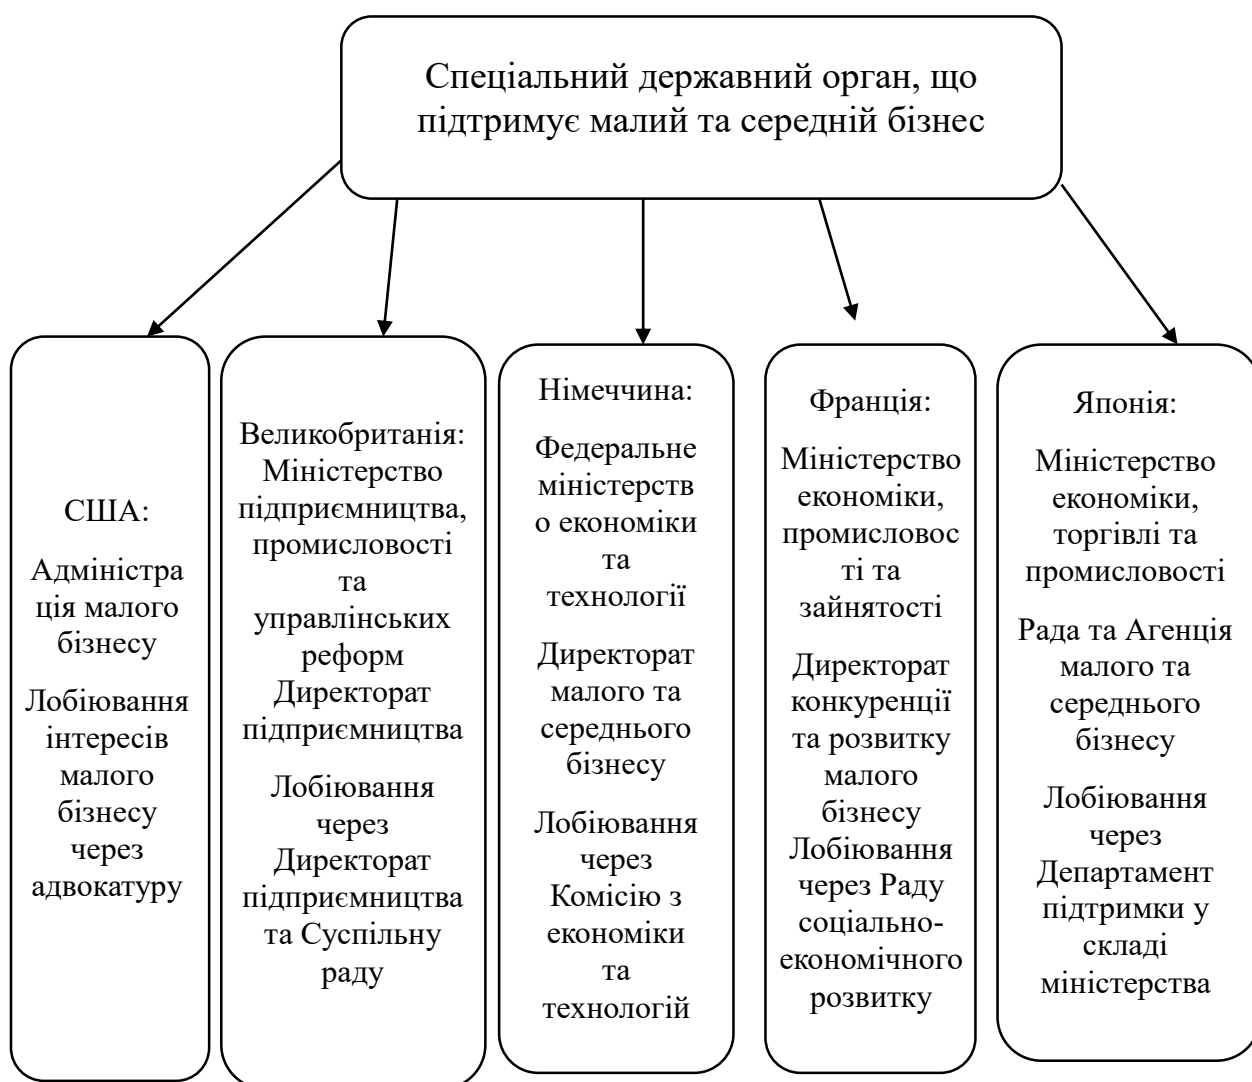 Спеціальний державний орган, що
підтримує малий та середній бізнес
США:
Адміністра
ція малого
бізнесу
Лобіювання
інтересів
малого
бізнесу
через
адвокатуру
Великобританія:
Міністерство
підприємництва,
промисловості
та
управлінських
реформ
Директорат
підприємництва
Лобіювання
через
Директорат
підприємництва
та Суспільну
раду
Німеччина:
Федеральне
міністерств
о економіки
та
технології
Директорат
малого та
середнього
бізнесу
Лобіювання
через
Комісію з
економіки
та
технологій
Франція:
Міністерство
економіки,
промисловос
ті та
зайнятості
Директорат
конкуренції
та розвитку
малого
бізнесу
Лобіювання
через Раду
соціально-
економічного
розвитку
Японія:
Міністерство
економіки,
торгівлі та
промисловості
Рада та Агенція
малого та
середнього
бізнесу
Лобіювання
через
Департамент
підтримки у
складі
міністерства